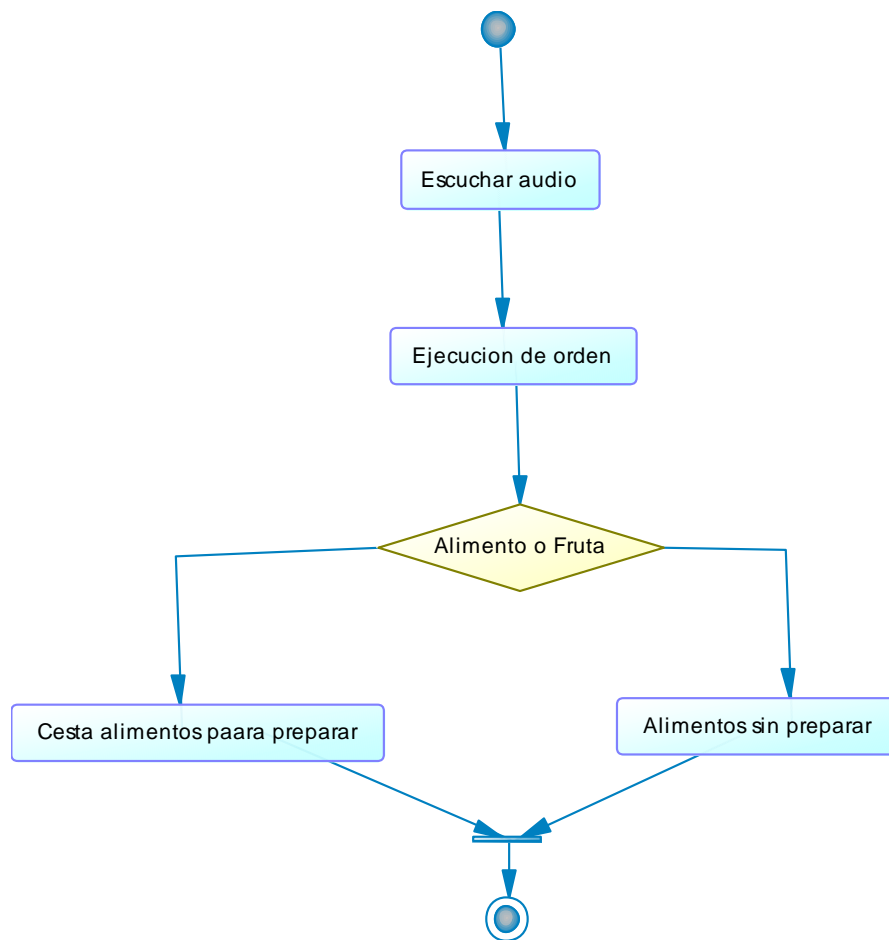 Escuchar audio
Ejecucion de orden
Alimento o Fruta
Cesta alimentos paara preparar
Alimentos sin preparar